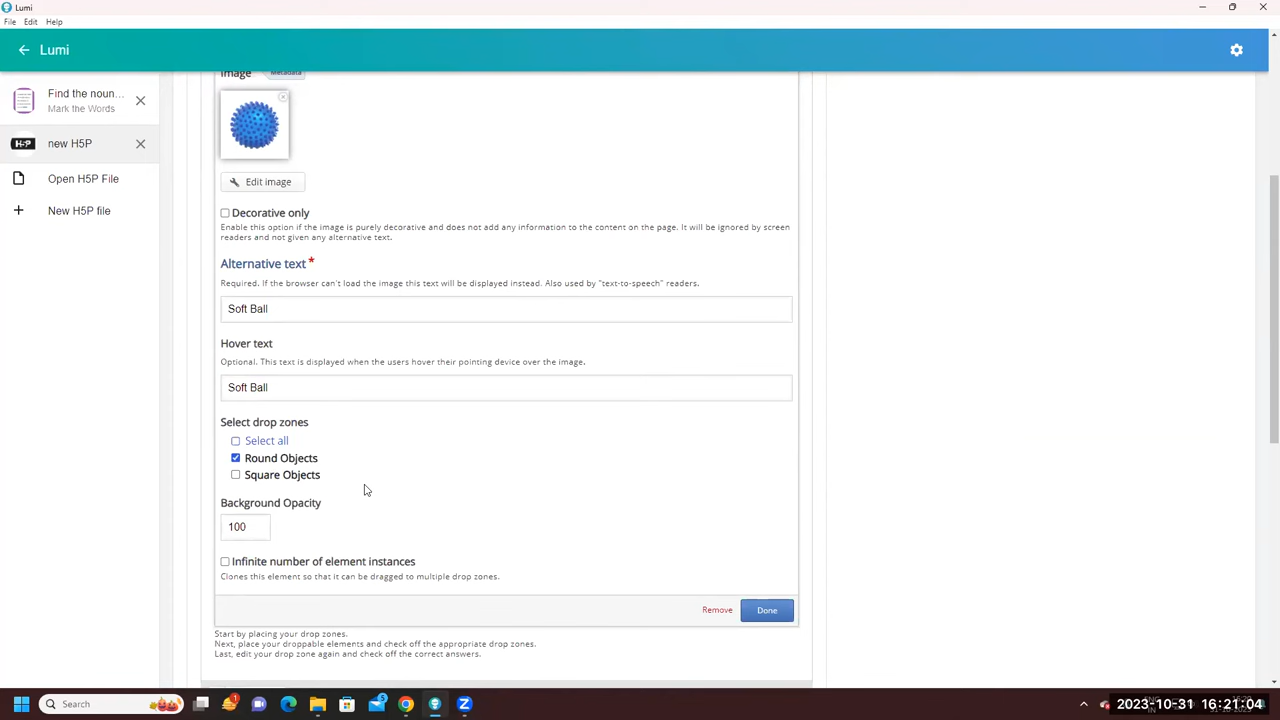 Lumi
File Edit Help
Lumi
Find the noun...
Mark the Words
H-P new H5P
Open H5P File
New H5P file
Image Metadata
Edit image
Decorative only
Enable this option if the image is purely decorative and does not add any information to the content on the page. It will be ignored by screen
readers and not given any alternative text.
Alternative text *
Required. If the browser can't load the image this text will be displayed instead. Also used by "text-to-speech" readers.
Soft Ball
Hover text
Optional. This text is displayed when the users hover their pointing device over the image.
Soft Ball
Select drop zones
Select all
Round Objects
Square Objects
Background Opacity
100
Infinite number of element instances
Clones this element so that it can be dragged to multiple drop zones.
Remove Done
Start by placing your drop zones.
Next, place your droppable elements and check off the appropriate drop zones.
Last, edit your drop zone again and check off the correct answers.
Search
2023-10-31 16:21:04